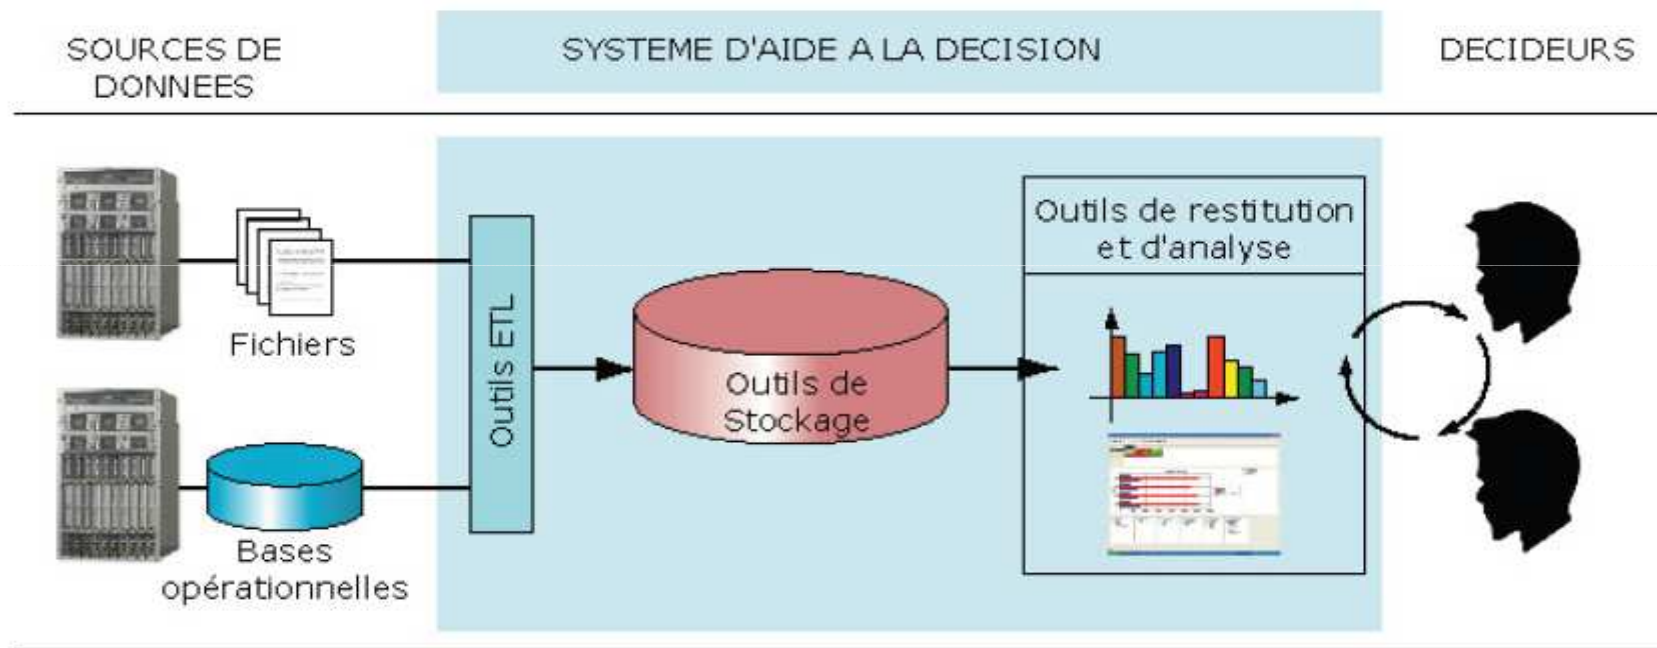 SOURCES DE
DONNEES
SYSTEME D'AIDE A LA DECISION
DECIDEURS
Fichiers
Bases
opérationnelles
Outils ETL
Outils de
Stockage
Outils de restitution
et d'analyse